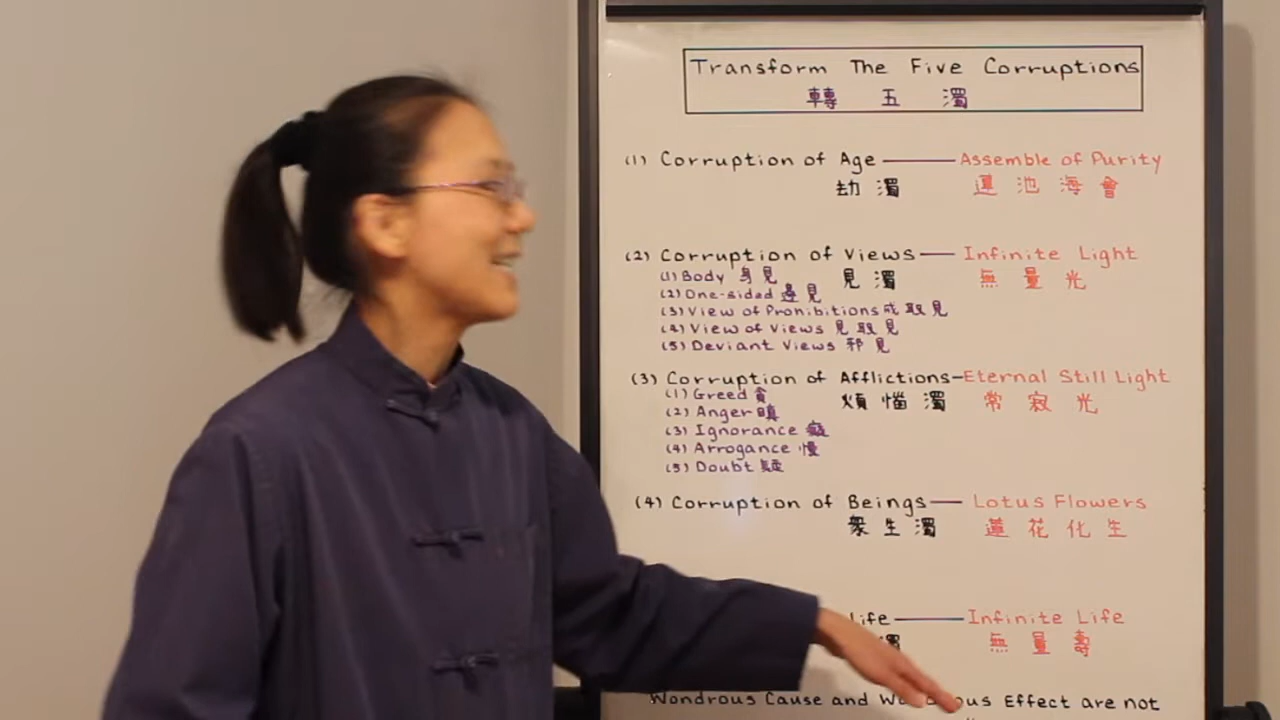 Transform The Five Corruptions
轉 五 濁
(1) Corruption of Age — Assemble of Purity
劫 濁 蓮 池 海 會
(2) Corruption of Views — Infinite Light
(1) Body 身見 見 濁 無 量 光
(2) One-sided 邊見
(3) View of Prohibitions 戒 取 見
(4) View of Views 見 取 見
(5) Deviant Views 邪 見
(3) Corruption of Afflictions — Eternal Still Light
(1) Greed 貪 煩 惱 濁 常 寂 光
(2) Anger 瞋
(3) Ignorance 癡
(4) Arrogance 慢
(5) Doubt 疑
(4) Corruption of Beings — Lotus Flowers
眾 生 濁 蓮 花 化 生
Life — Infinite Life
濁 無 量 壽
Wondrous Cause and Effect are not